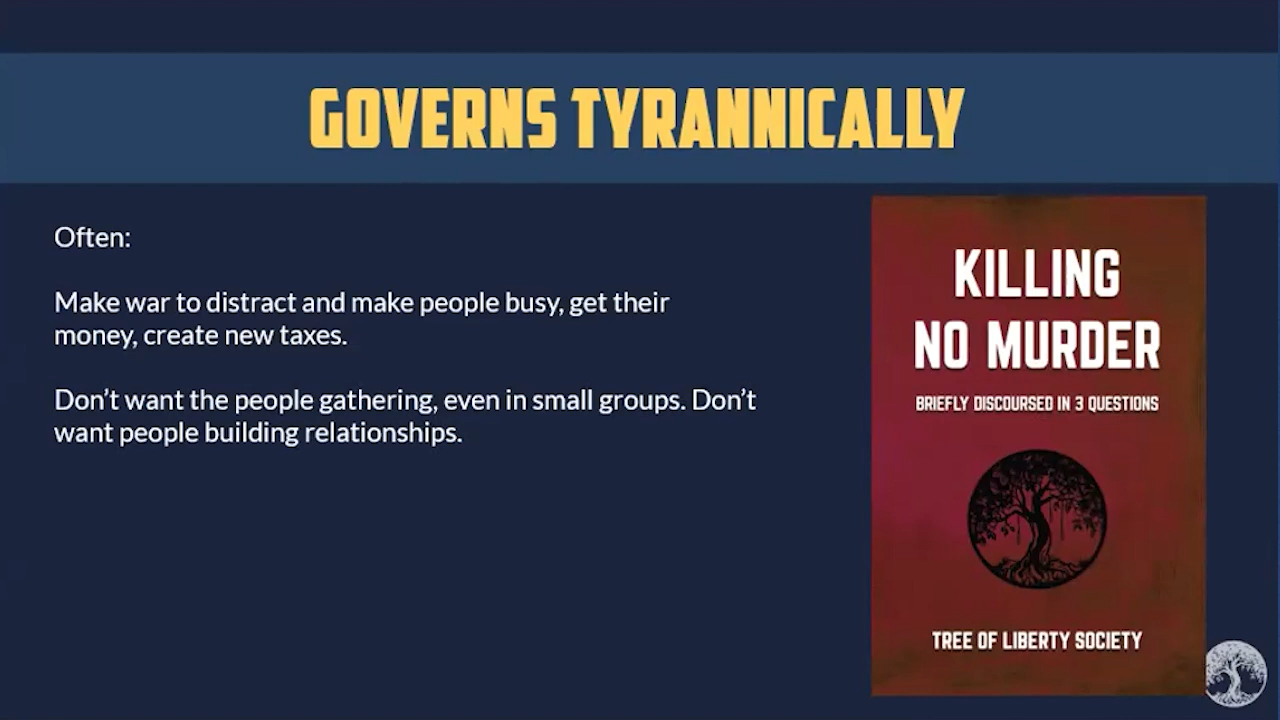 GOVERNS TYRANNICALLY
Often:
Make war to distract and make people busy, get their
money, create new taxes.
Don’t want the people gathering, even in small groups. Don’t
want people building relationships.
KILLING
NO MURDER
BRIEFLY DISCOURSED IN 3 QUESTIONS
TREE OF LIBERTY SOCIETY